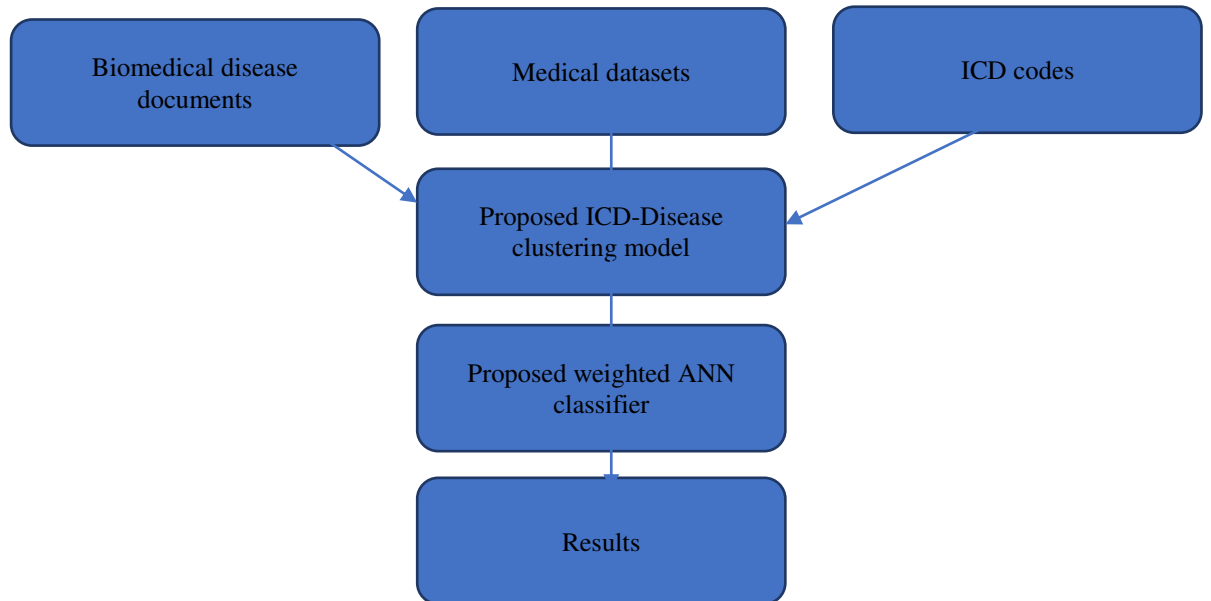 Biomedical disease
documents
Medical datasets
ICD codes
Proposed ICD-Disease
clustering model
Proposed weighted ANN
classifier
Results